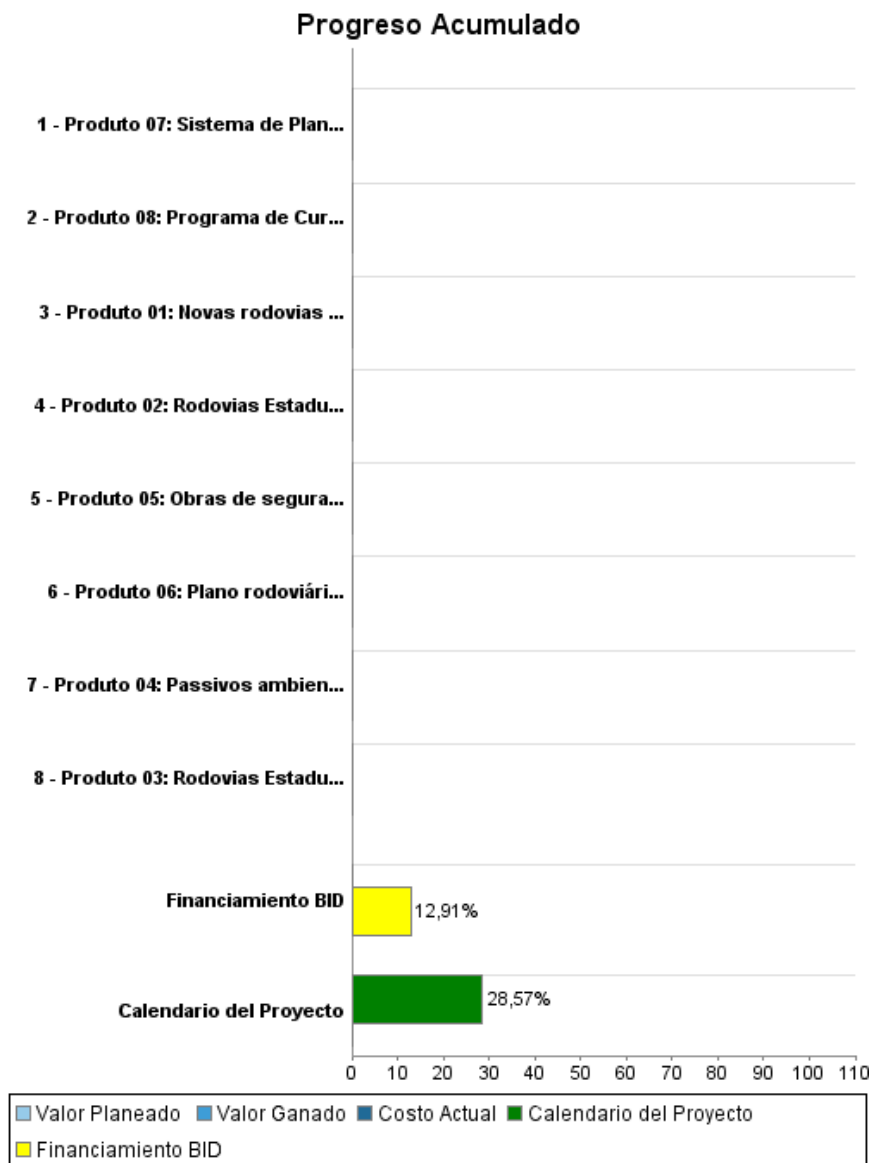 Progreso Acumulado
1 - Produto 07: Sistema de Plan...
2 - Produto 08: Programa de Cur...
3 - Produto 01: Novas rodovias ...
4 - Produto 02: Rodovias Estadu...
5 - Produto 05: Obras de segura...
6 - Produto 06: Plano rodoviári...
7 - Produto 04: Passivos ambien...
8 - Produto 03: Rodovias Estadu...
Financiamiento BID
12,91%
Calendario del Proyecto
28,57%
0 10 20 30 40 50 60 70 80 90 100 110
Valor Planeado Valor Ganado Costo Actual Calendario del Proyecto
Financiamiento BID